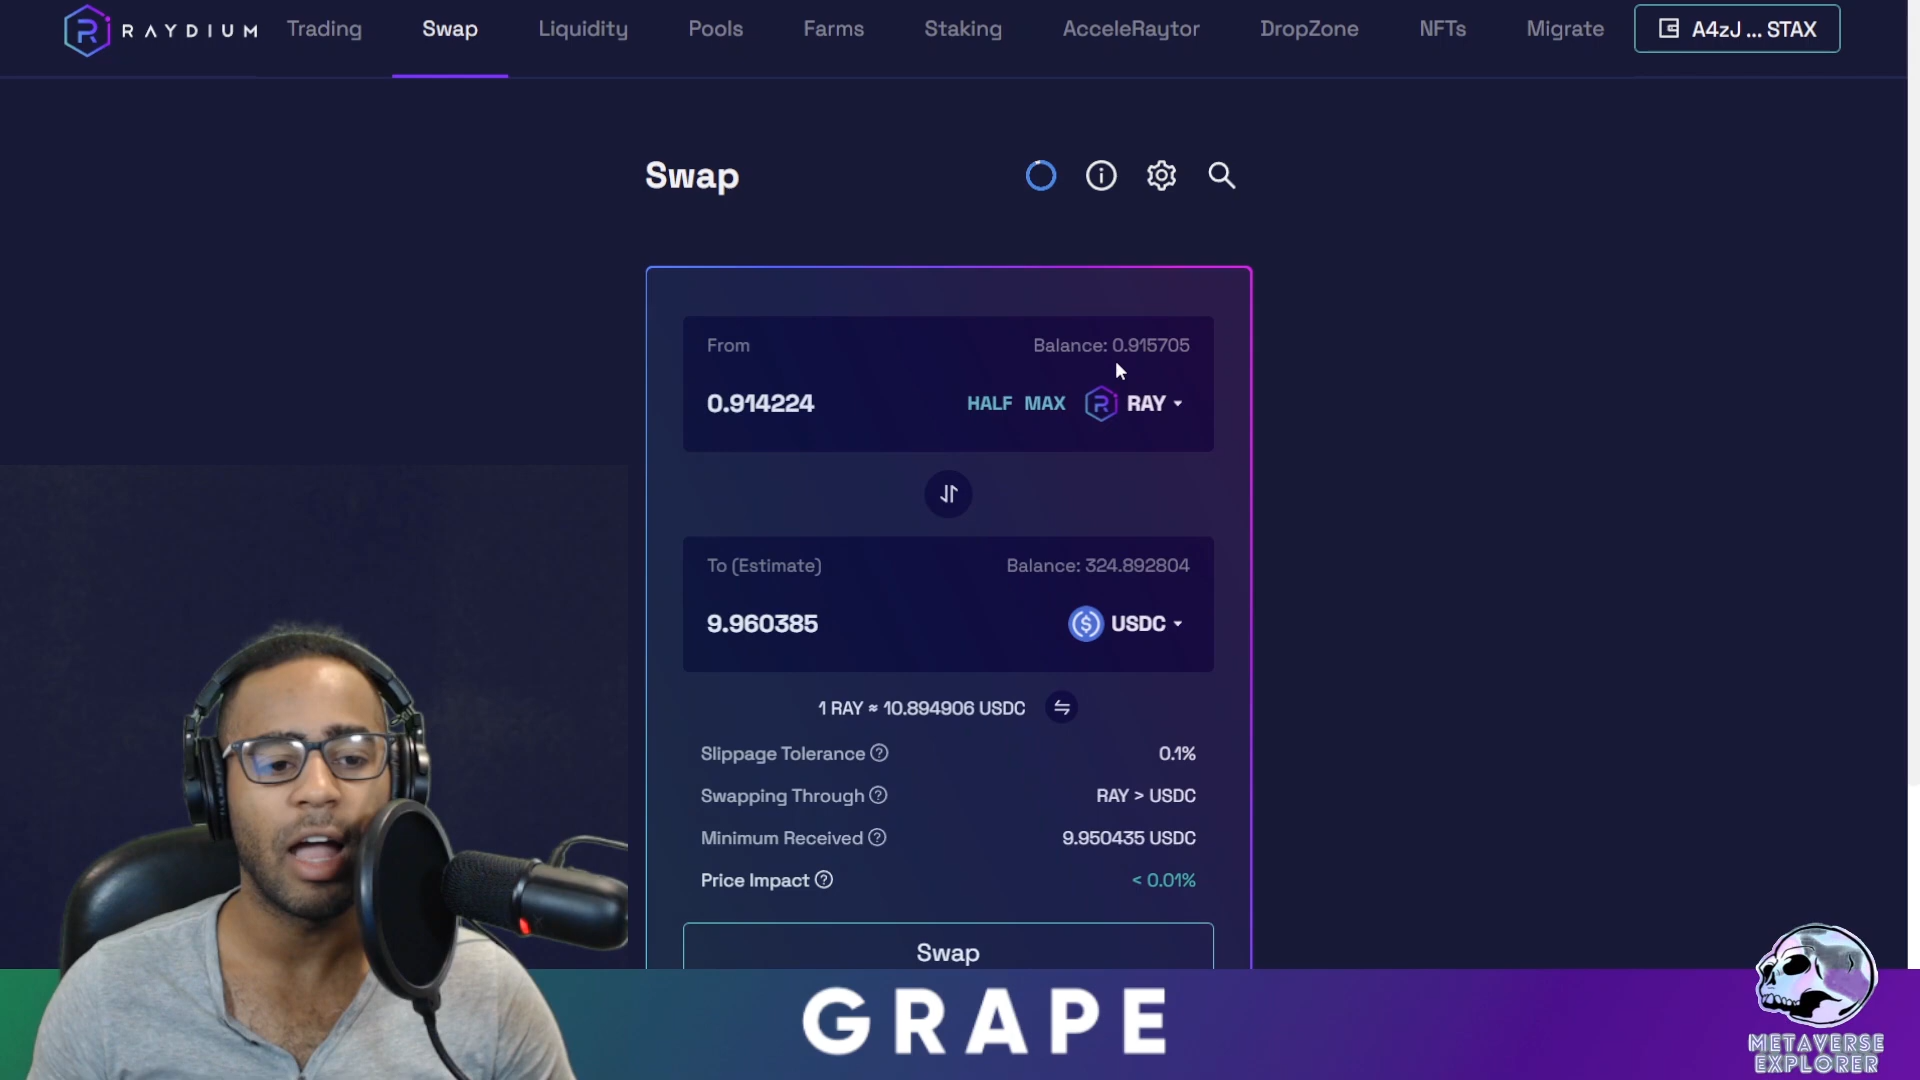 RAYDIUM
Trading
Swap
Liquidity
Pools
Farms
Staking
AcceleRaytor
DropZone
NFTs
Migrate
A4zJ ... STAX
Swap
From
Balance: 0.915705
0.914224
HALF MAX RAY
To (Estimate)
Balance: 324.892804
9.960385
USDC
1 RAY ≈ 10.894906 USDC
Slippage Tolerance
0.1%
Swapping Through
RAY > USDC
Minimum Received
9.950435 USDC
Price Impact
< 0.01%
Swap
GRAPE
METAVERSE
EXPLORER